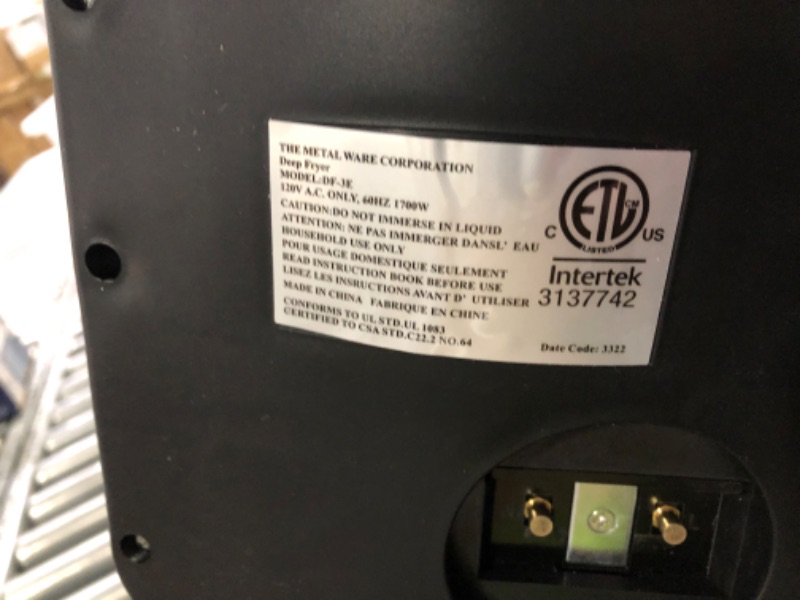 THE METAL WARE CORPORATION
Deep Fryer
MODEL:DF-3E
120V A.C. ONLY, 60HZ 1700W
CAUTION:DO NOT IMMERSE IN LIQUID
ATTENTION: NE PAS IMMERGER DANSL' EAU
HOUSEHOLD USE ONLY
POUR USAGE DOMESTIQUE SEULEMENT
READ INSTRUCTION BOOK BEFORE USE
LISEZ LES INSRUCTIONS AVANT D' UTILISER
MADE IN CHINA FABRIQUE EN CHINE
CONFORMS TO UL STD.UL 1083
CERTIFIED TO CSA STD.C22.2 NO.64
ETL CM
LISTED
C US
Intertek
3137742
Date Code: 3322